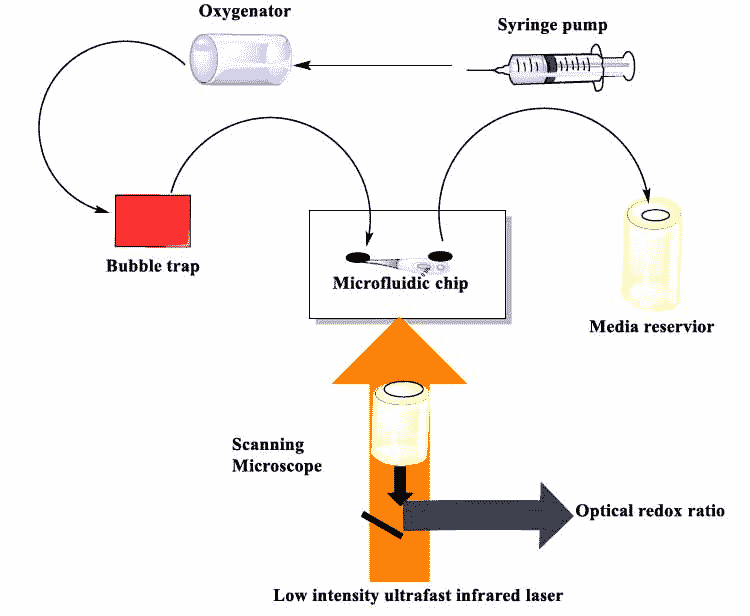 Oxygenator
Syringe pump
Bubble trap
Microfluidic chip
Media reservior
Scanning
Microscope
Optical redox ratio
Low intensity ultrafast infrared laser